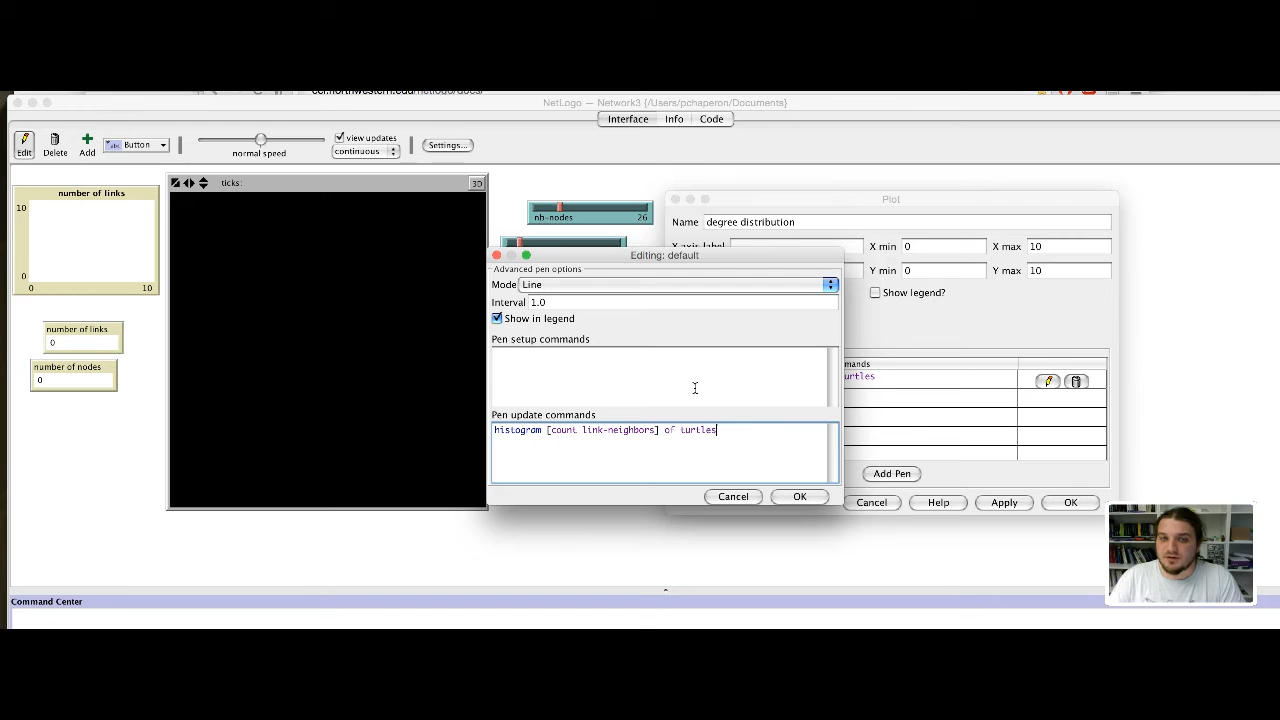 NetLogo — Network3 {/Users/pchaperon/Documents}
Interface Info Code
Edit Delete Add Button normal speed view updates continuous Settings...
number of links
10
0
0 10
ticks: 3D
nb-nodes 26
number of links
0
number of nodes
0
Plot
Name degree distribution
X min 0 X max 10
Y min 0 Y max 10
Show legend?
turtles
Add Pen
Cancel Help Apply OK
Editing: default
Advanced pen options
Mode Line
Interval 1.0
Show in legend
Pen setup commands
Pen update commands
histogram [count link-neighbors] of turtles
Cancel OK
Command Center